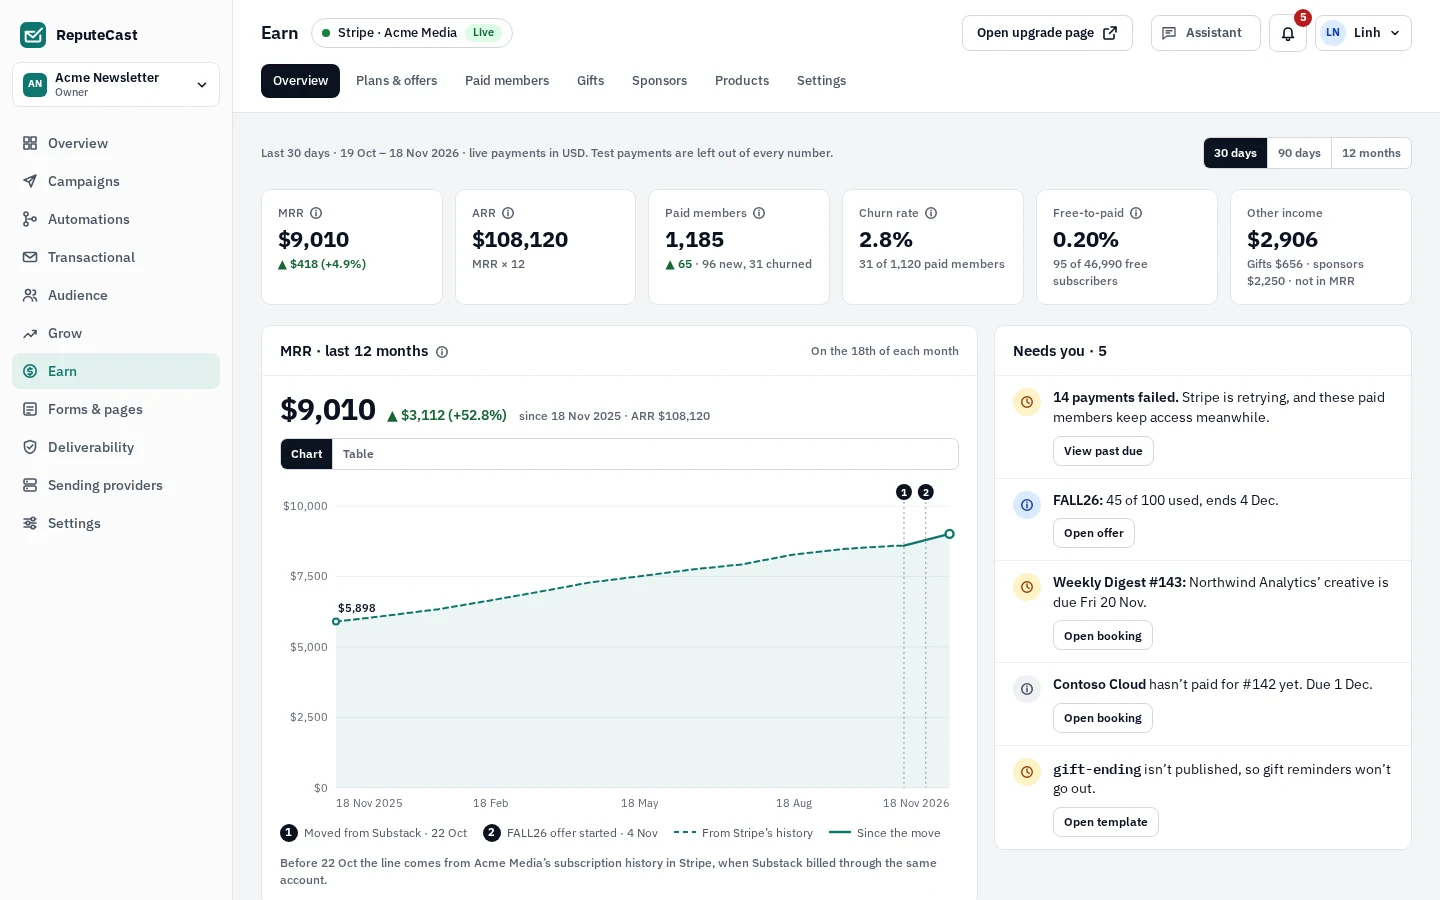 ReputeCast
AN
Acme Newsletter
Owner
Overview
Campaigns
Automations
Transactional
Audience
Grow
Earn
Forms & pages
Deliverability
Sending providers
Settings
Earn
Stripe · Acme Media
Live
Open upgrade page
Assistant
5
LN
Linh
Overview
Plans & offers
Paid members
Gifts
Sponsors
Products
Settings
Last 30 days · 19 Oct – 18 Nov 2026 · live payments in USD. Test payments are left out of every number.
30 days
90 days
12 months
MRR
$9,010
▲ $418 (+4.9%)
ARR
$108,120
MRR × 12
Paid members
1,185
▲ 65 · 96 new, 31 churned
Churn rate
2.8%
31 of 1,120 paid members
Free-to-paid
0.20%
95 of 46,990 free
subscribers
Other income
$2,906
Gifts $656 · sponsors
$2,250 · not in MRR
MRR · last 12 months
On the 18th of each month
$9,010
▲ $3,112 (+52.8%)
since 18 Nov 2025 · ARR $108,120
Chart
Table
1
2
$10,000
$7,500
$5,898
$5,000
$2,500
$0
18 Nov 2025
18 Feb
18 May
18 Aug
18 Nov 2026
1 Moved from Substack · 22 Oct
2 FALL26 offer started · 4 Nov
From Stripe’s history
Since the move
Before 22 Oct the line comes from Acme Media’s subscription history in Stripe, when Substack billed through the same
account.
Needs you · 5
14 payments failed. Stripe is retrying, and these paid
members keep access meanwhile.
View past due
FALL26: 45 of 100 used, ends 4 Dec.
Open offer
Weekly Digest #143: Northwind Analytics’ creative is
due Fri 20 Nov.
Open booking
Contoso Cloud hasn’t paid for #142 yet. Due 1 Dec.
Open booking
gift-ending isn’t published, so gift reminders won’t
go out.
Open template